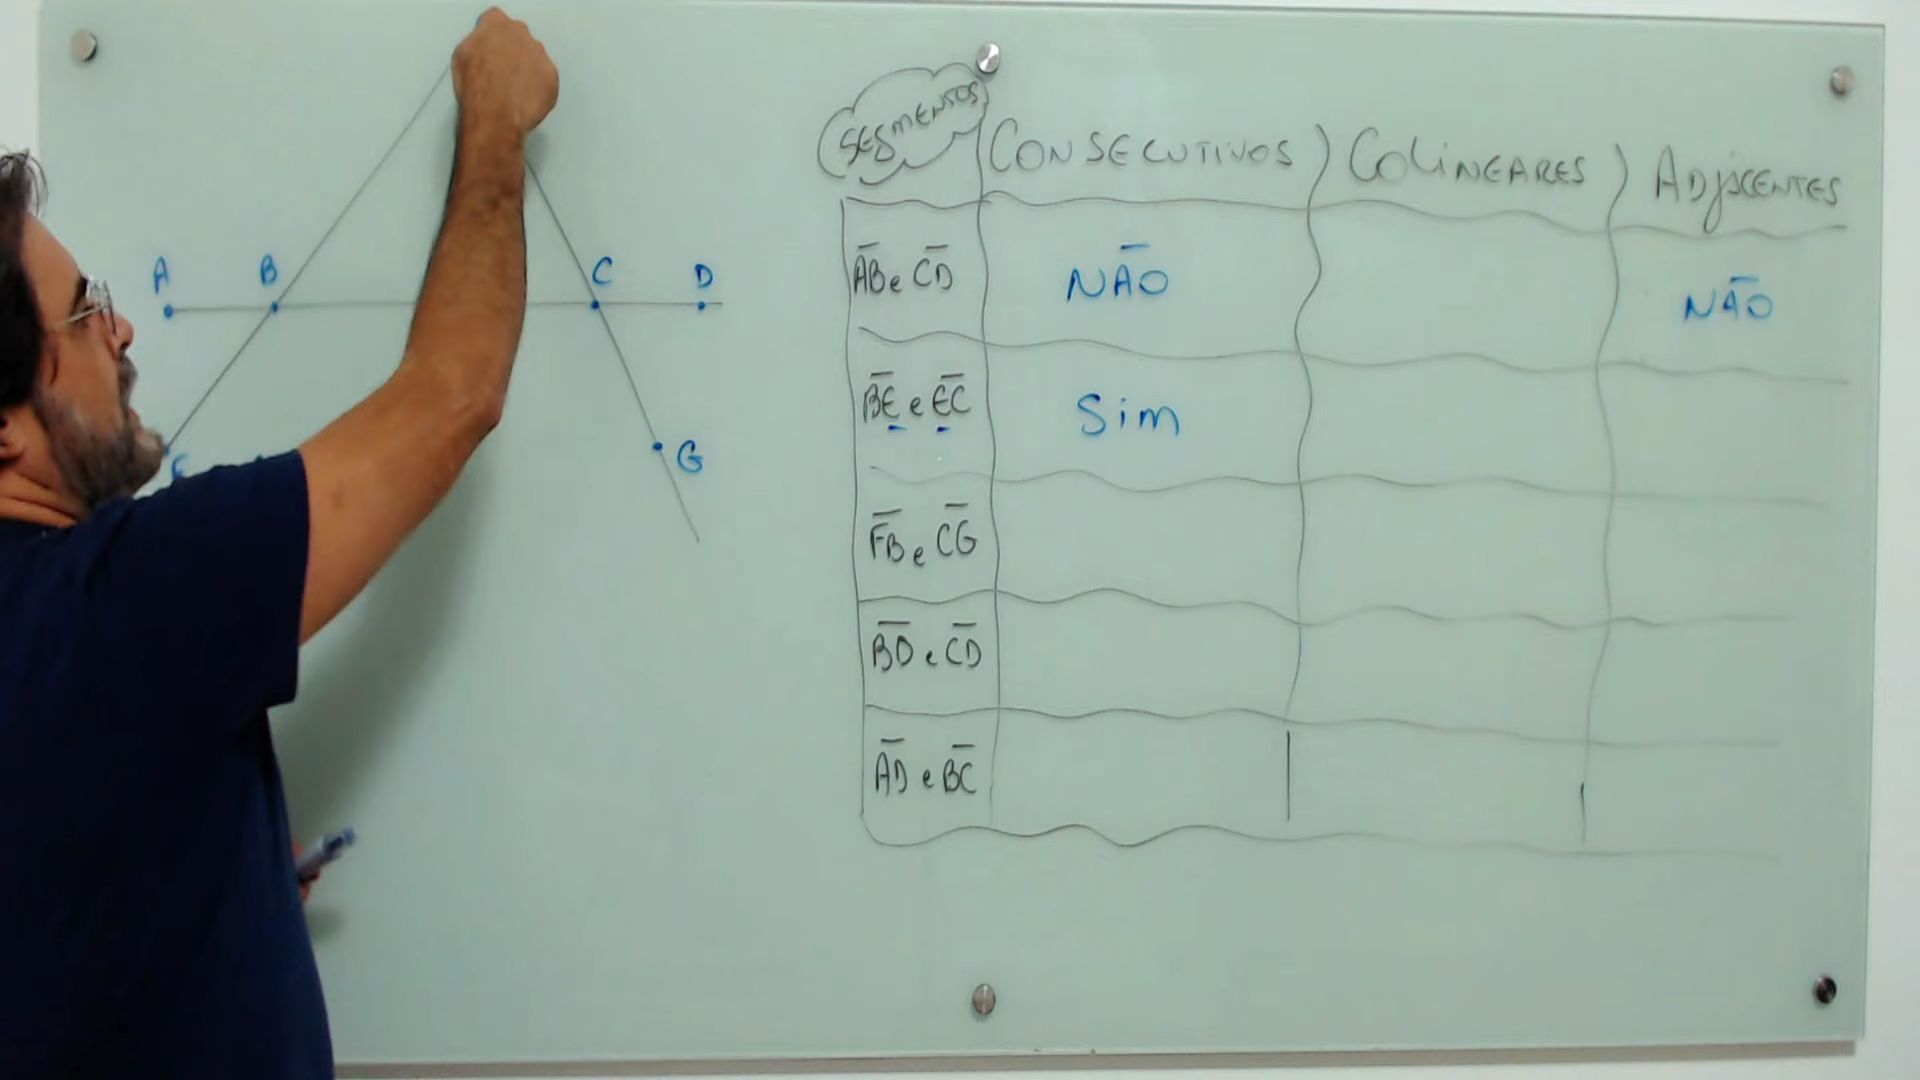 A B C D
G
SEGMENTOS CONSECUTIVOS COLINEARES ADJACENTES
AB e CD NÃO NÃO
BE e EC Sim
FB e CG
BD e CD
AD e BC